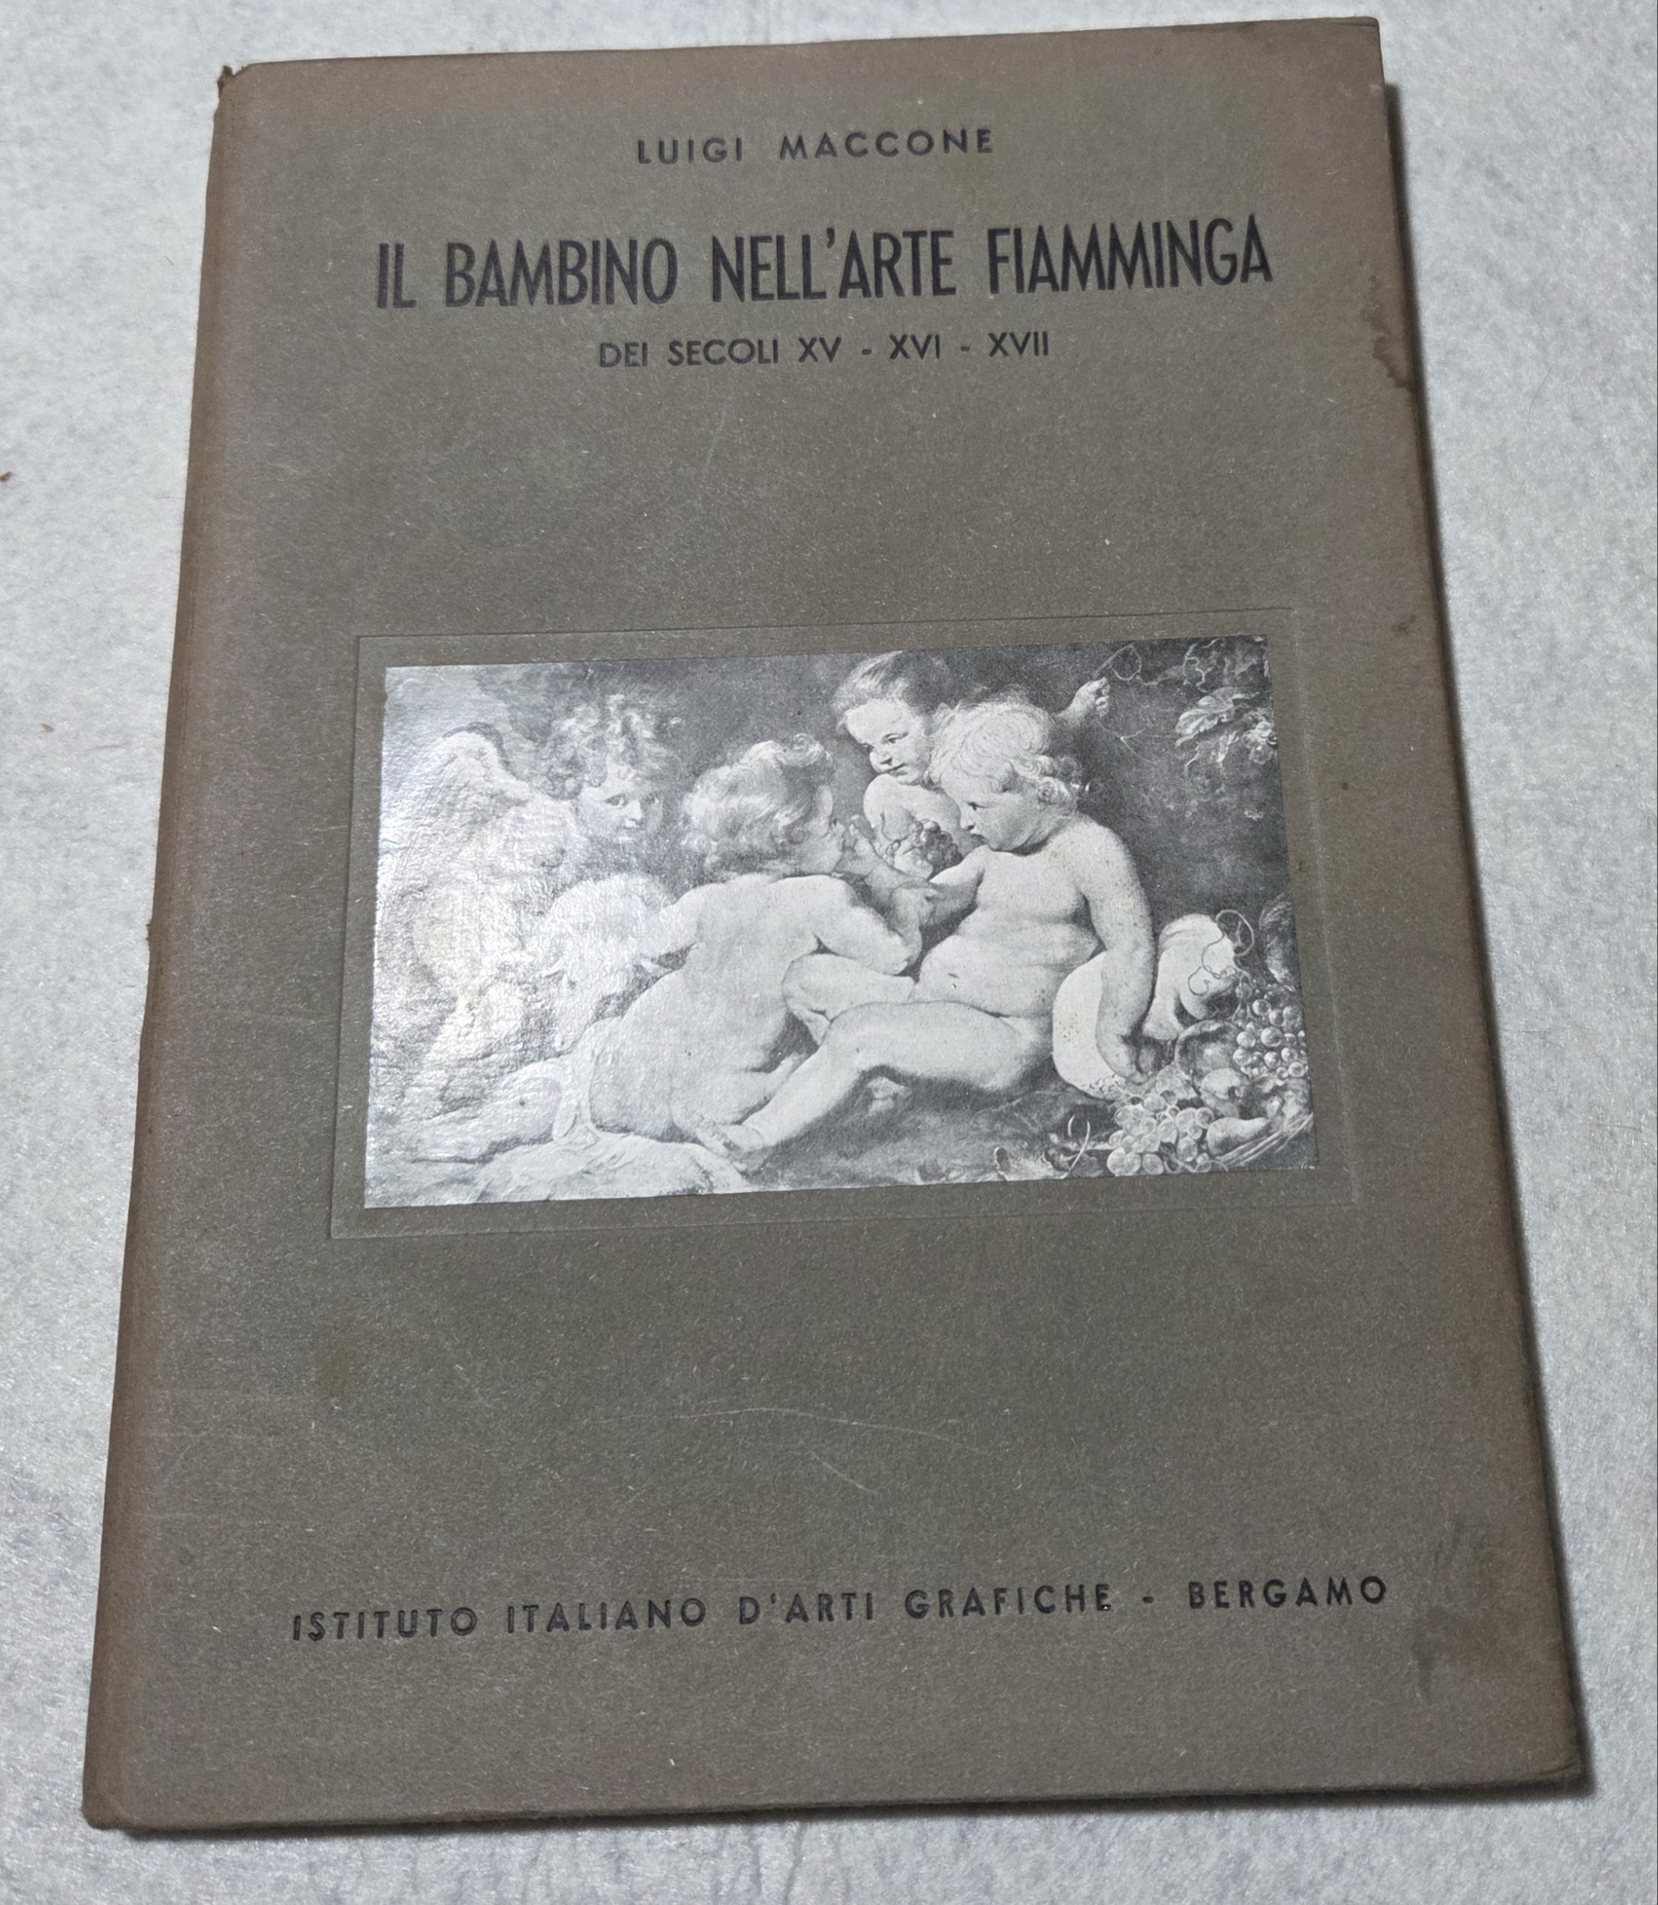 LUIGI MACCONE
IL BAMBINO NELL'ARTE FIAMMINGA
DEI SECOLI XV - XVI - XVII
ISTITUTO ITALIANO D'ARTI GRAFICHE - BERGAMO